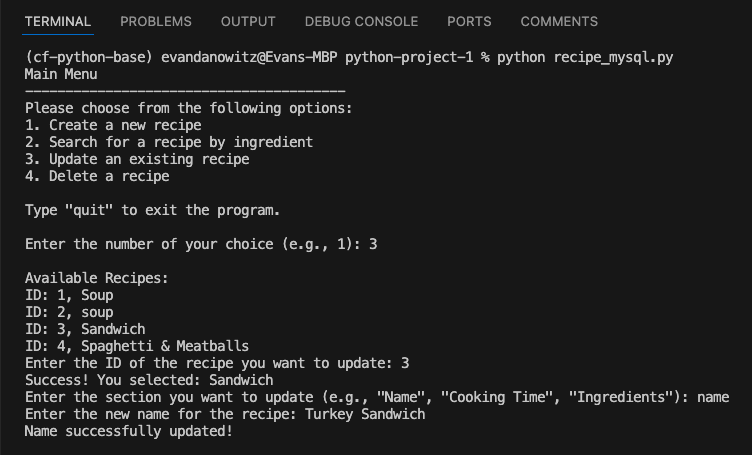 TERMINAL PROBLEMS OUTPUT DEBUG CONSOLE PORTS COMMENTS
(cf-python-base) evandanowitz@Evans-MBP python-project-1 % python recipe_mysql.py
Main Menu
----------------------------------------
Please choose from the following options:
1. Create a new recipe
2. Search for a recipe by ingredient
3. Update an existing recipe
4. Delete a recipe
Type "quit" to exit the program.
Enter the number of your choice (e.g., 1): 3
Available Recipes:
ID: 1, Soup
ID: 2, soup
ID: 3, Sandwich
ID: 4, Spaghetti & Meatballs
Enter the ID of the recipe you want to update: 3
Success! You selected: Sandwich
Enter the section you want to update (e.g., "Name", "Cooking Time", "Ingredients"): name
Enter the new name for the recipe: Turkey Sandwich
Name successfully updated!